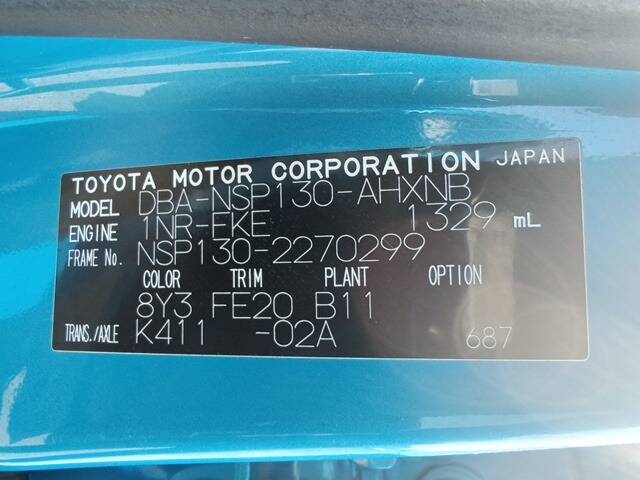 TOYOTA MOTOR CORPORATION JAPAN
MODEL DBA-NSP130-AHXNB
ENGINE 1NR-FKE 1329 mL
FRAME No. NSP130-2270299
COLOR TRIM PLANT OPTION
8Y3 FE20 B11
TRANS./AXLE K411 -02A 687